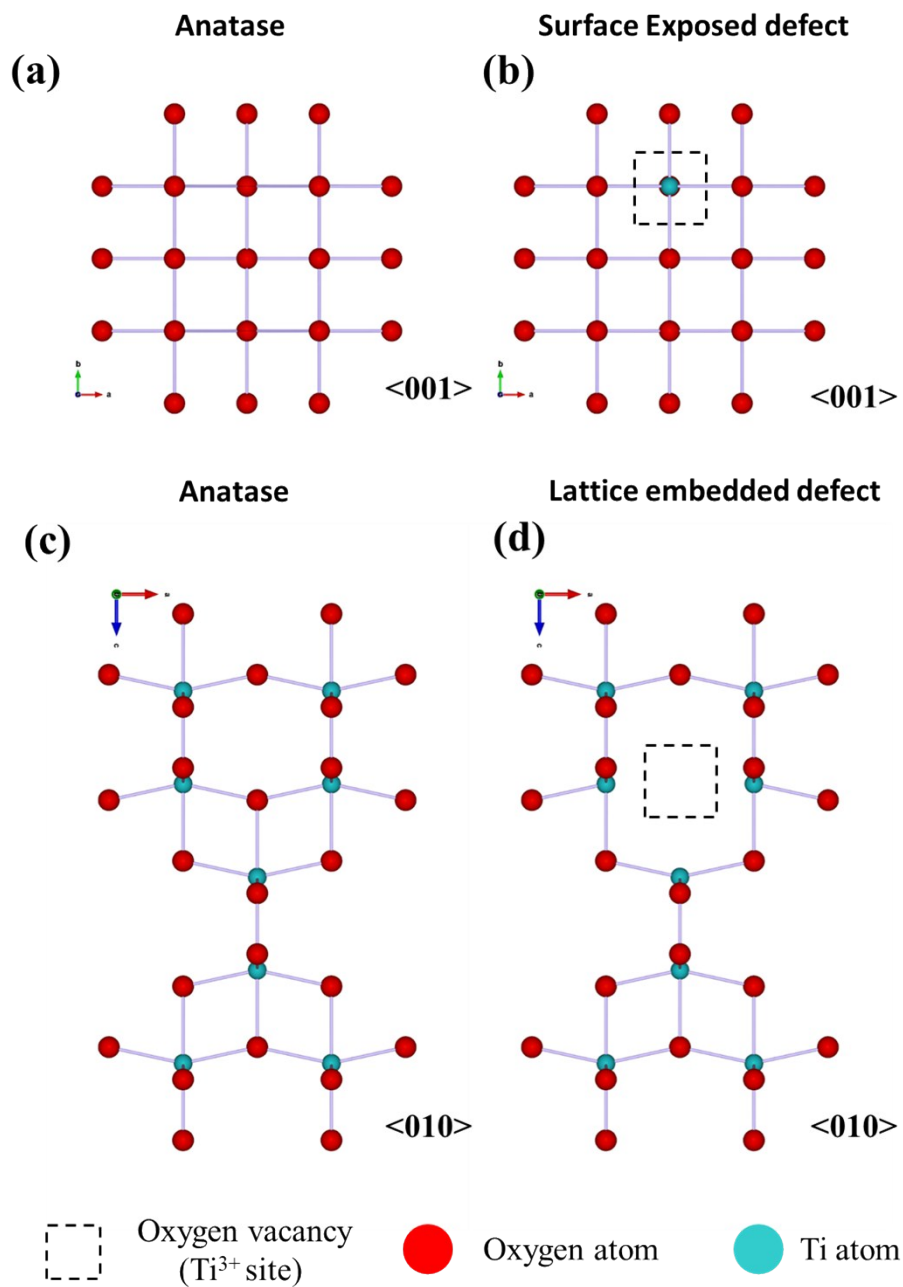 Anatase
Surface Exposed defect
(a)
(b)
b
a
<001>
b
a
<001>
Anatase
Lattice embedded defect
(c)
(d)
a
c
a
c
<010>
<010>
Oxygen vacancy
(Ti³⁺ site)
Oxygen atom
Ti atom